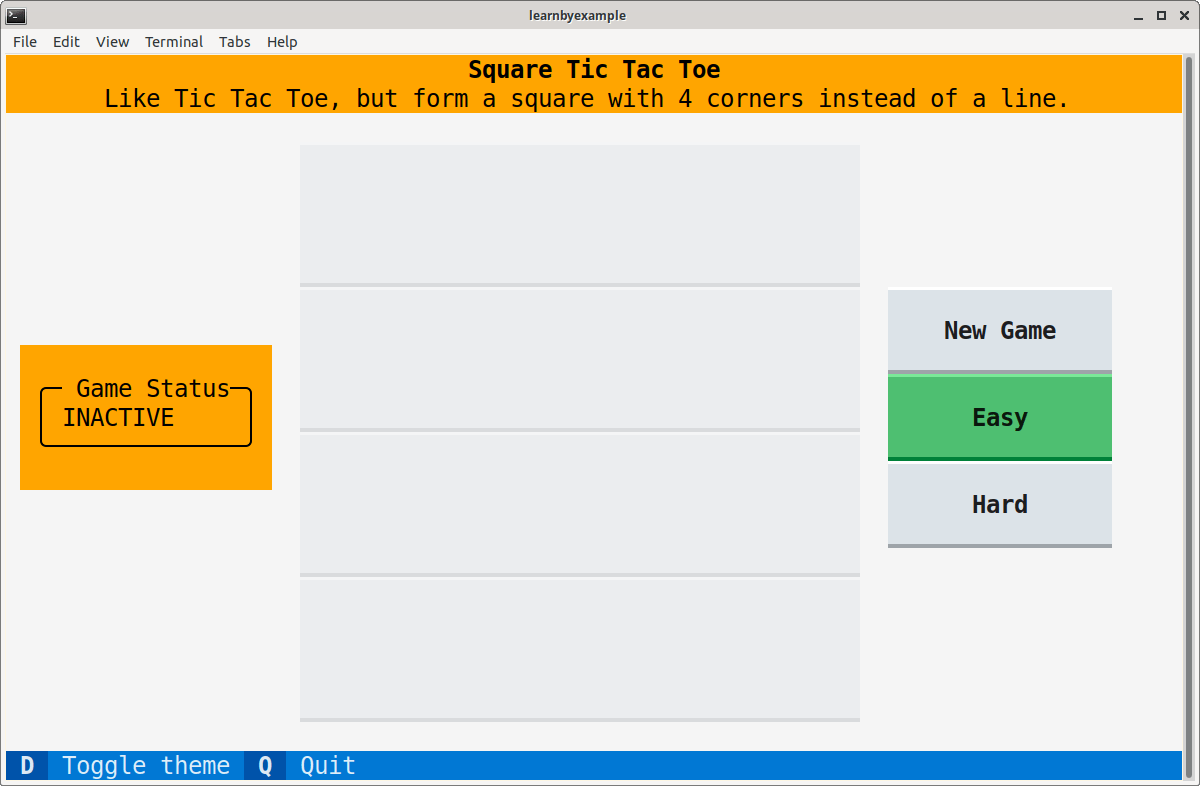 learnbyexample
File Edit View Terminal Tabs Help
Square Tic Tac Toe
Like Tic Tac Toe, but form a square with 4 corners instead of a line.
Game Status
INACTIVE
New Game
Easy
Hard
D Toggle theme Q Quit